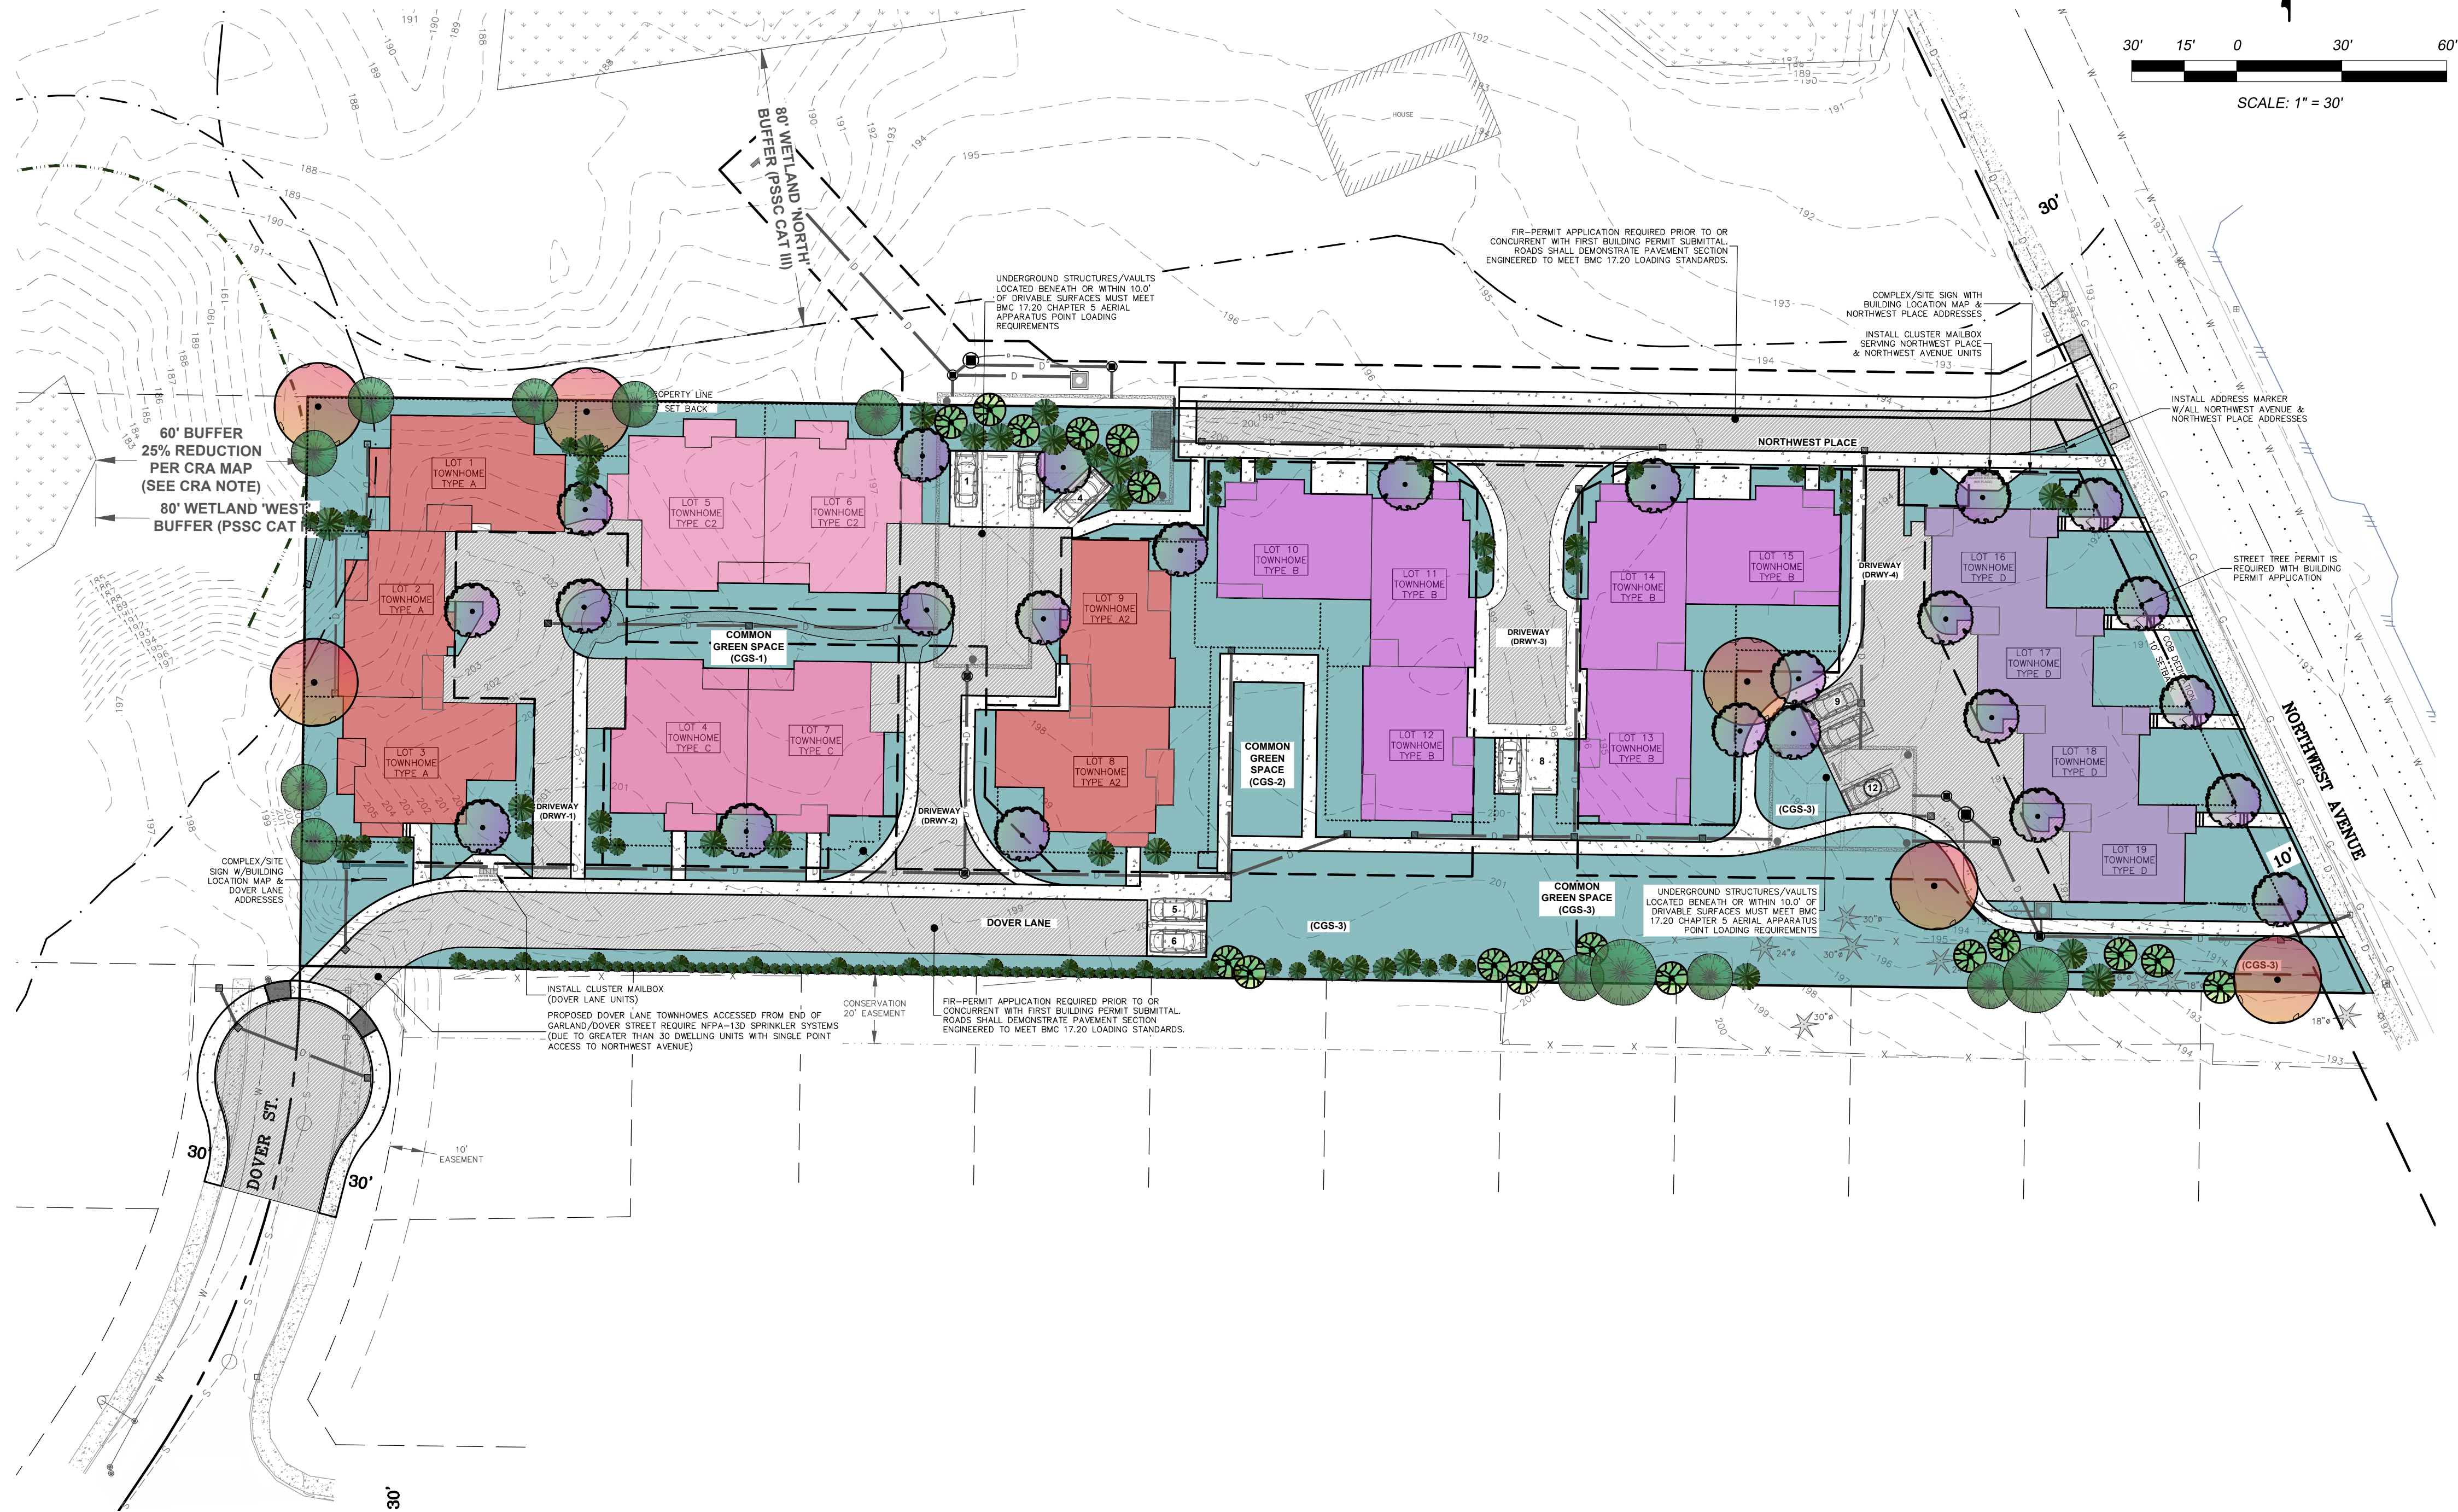 30' 15' 0 30' 60'
SCALE: 1" = 30'
HOUSE
80' WETLAND 'NORTH'
BUFFER (PSSC CAT III)
30'
60' BUFFER
25% REDUCTION
PER CRA MAP
(SEE CRA NOTE)
80' WETLAND 'WEST'
BUFFER (PSSC CAT
UNDERGROUND STRUCTURES/VAULTS
LOCATED BENEATH OR WITHIN 10.0'
OF DRIVABLE SURFACES MUST MEET
BMC 17.20 CHAPTER 5 AERIAL
APPARATUS POINT LOADING
REQUIREMENTS
FIR-PERMIT APPLICATION REQUIRED PRIOR TO OR
CONCURRENT WITH FIRST BUILDING PERMIT SUBMITTAL.
ROADS SHALL DEMONSTRATE PAVEMENT SECTION
ENGINEERED TO MEET BMC 17.20 LOADING STANDARDS.
COMPLEX/SITE SIGN WITH
BUILDING LOCATION MAP &
NORTHWEST PLACE ADDRESSES
INSTALL CLUSTER MAILBOX
SERVING NORTHWEST PLACE
& NORTHWEST AVENUE UNITS
INSTALL ADDRESS MARKER
W/ALL NORTHWEST AVENUE &
NORTHWEST PLACE ADDRESSES
STREET TREE PERMIT IS
REQUIRED WITH BUILDING
PERMIT APPLICATION
PROPERTY LINE
SET BACK
NORTHWEST PLACE
LOT 1
TOWNHOME
TYPE A
LOT 5
TOWNHOME
TYPE C2
LOT 6
TOWNHOME
TYPE C2
1
4
LOT 2
TOWNHOME
TYPE A
LOT 9
TOWNHOME
TYPE A2
LOT 10
TOWNHOME
TYPE B
LOT 11
TOWNHOME
TYPE B
LOT 14
TOWNHOME
TYPE B
LOT 15
TOWNHOME
TYPE B
DRIVEWAY
(DRWY-4)
LOT 16
TOWNHOME
TYPE D
COMMON
GREEN SPACE
(CGS-1)
DRIVEWAY
(DRWY-3)
LOT 17
TOWNHOME
TYPE D
COB DEDICATION
10' SETBACK
LOT 3
TOWNHOME
TYPE A
LOT 4
TOWNHOME
TYPE C
LOT 7
TOWNHOME
TYPE C
LOT 8
TOWNHOME
TYPE A2
COMMON
GREEN
SPACE
(CGS-2)
LOT 12
TOWNHOME
TYPE B
7
8
LOT 13
TOWNHOME
TYPE B
9
12
(CGS-3)
LOT 18
TOWNHOME
TYPE D
LOT 19
TOWNHOME
TYPE D
NORTHWEST AVENUE
10'
DRIVEWAY
(DRWY-1)
DRIVEWAY
(DRWY-2)
COMPLEX/SITE
SIGN W/BUILDING
LOCATION MAP &
DOVER LANE
ADDRESSES
DOVER LANE
5
6
(CGS-3)
COMMON
GREEN SPACE
(CGS-3)
UNDERGROUND STRUCTURES/VAULTS
LOCATED BENEATH OR WITHIN 10.0' OF
DRIVABLE SURFACES MUST MEET BMC
17.20 CHAPTER 5 AERIAL APPARATUS
POINT LOADING REQUIREMENTS
30"ø
24"ø
30"ø
(CGS-3)
18"ø
30"ø
18"ø
INSTALL CLUSTER MAILBOX
(DOVER LANE UNITS)
PROPOSED DOVER LANE TOWNHOMES ACCESSED FROM END OF
GARLAND/DOVER STREET REQUIRE NFPA-13D SPRINKLER SYSTEMS
(DUE TO GREATER THAN 30 DWELLING UNITS WITH SINGLE POINT
ACCESS TO NORTHWEST AVENUE)
CONSERVATION
20' EASEMENT
FIR-PERMIT APPLICATION REQUIRED PRIOR TO OR
CONCURRENT WITH FIRST BUILDING PERMIT SUBMITTAL.
ROADS SHALL DEMONSTRATE PAVEMENT SECTION
ENGINEERED TO MEET BMC 17.20 LOADING STANDARDS.
DOVER ST.
30'
30'
10'
EASEMENT
30'